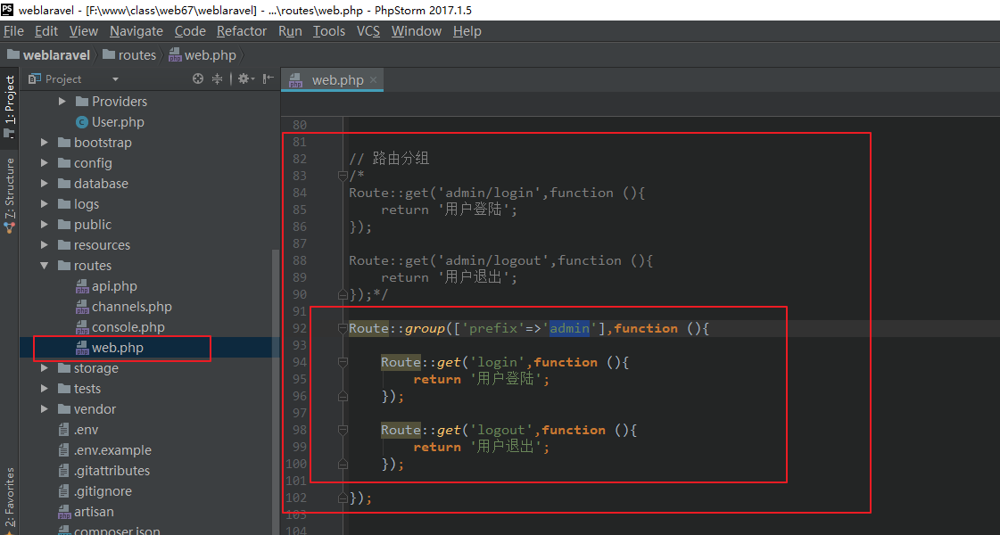 PS weblaravel - [F:\www\class\web67\weblaravel] - ...\routes\web.php - PhpStorm 2017.1.5
File Edit View Navigate Code Refactor Run Tools VCS Window Help
weblaravel routes web.php
1: Project
7: Structure
2: Favorites
Project
Providers
User.php
bootstrap
config
database
logs
public
resources
routes
api.php
channels.php
console.php
web.php
storage
tests
vendor
.env
.env.example
.gitattributes
.gitignore
artisan
composer.json
web.php
80
81
82 // 路由分组
83 /*
84 Route::get('admin/login',function (){
85 return '用户登陆';
86 });
87
88 Route::get('admin/logout',function (){
89 return '用户退出';
90 });*/
91
92 Route::group(['prefix'=>'admin'],function (){
93
94 Route::get('login',function (){
95 return '用户登陆';
96 });
97
98 Route::get('logout',function (){
99 return '用户退出';
100 });
101
102 });
103
104